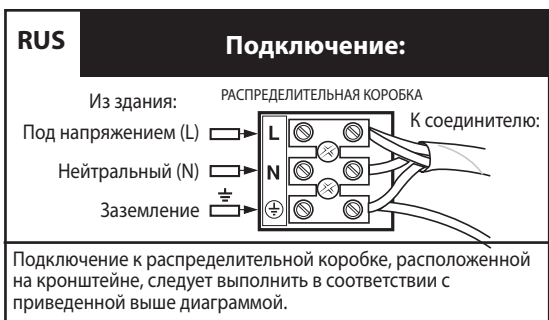 RUS
Подключение:
Из здания:
РАСПРЕДЕЛИТЕЛЬНАЯ КОРОБКА
К соединителю:
Под напряжением (L)
L
Нейтральный (N)
N
Заземление
Подключение к распределительной коробке, расположенной
на кронштейне, следует выполнить в соответствии с
приведенной выше диаграммой.